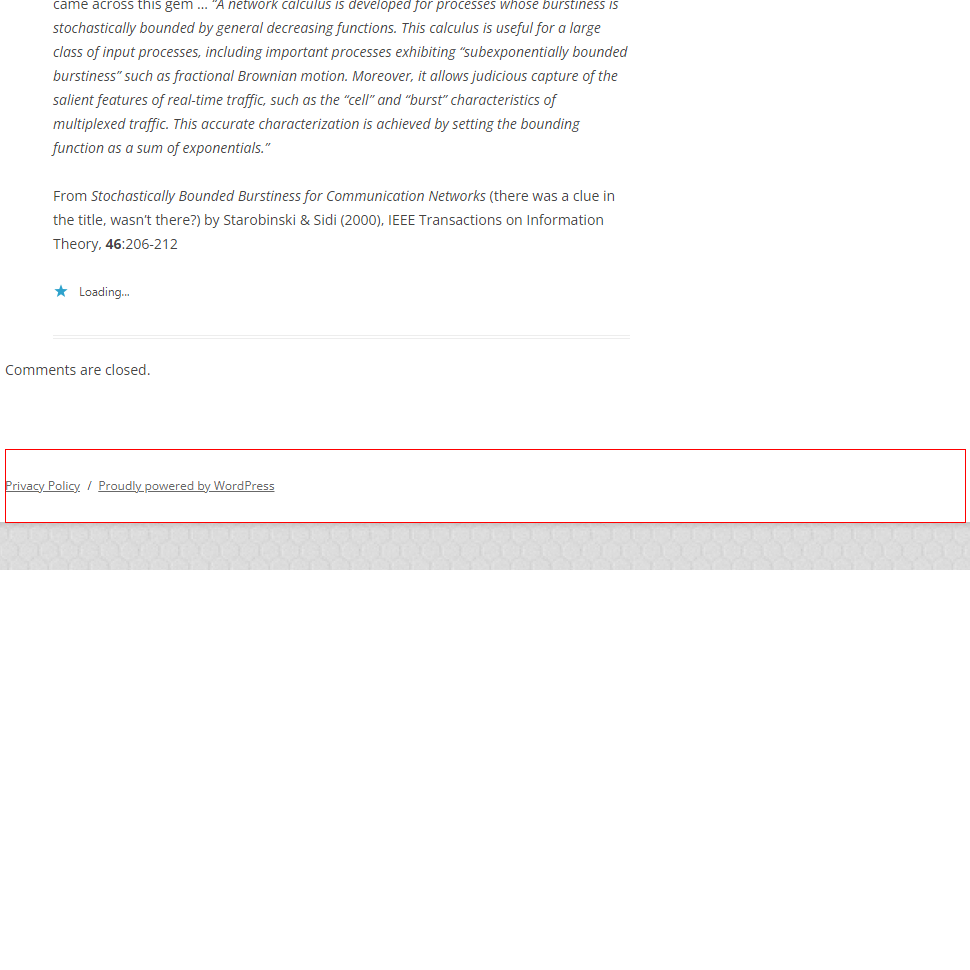 came across this gem … “A network calculus is developed for processes whose burstiness is
stochastically bounded by general decreasing functions. This calculus is useful for a large
class of input processes, including important processes exhibiting “subexponentially bounded
burstiness” such as fractional Brownian motion. Moreover, it allows judicious capture of the
salient features of real-time traffic, such as the “cell” and “burst” characteristics of
multiplexed traffic. This accurate characterization is achieved by setting the bounding
function as a sum of exponentials.”
From Stochastically Bounded Burstiness for Communication Networks (there was a clue in
the title, wasn’t there?) by Starobinski & Sidi (2000), IEEE Transactions on Information
Theory, 46:206-212
Loading...
Comments are closed.
Privacy Policy / Proudly powered by WordPress